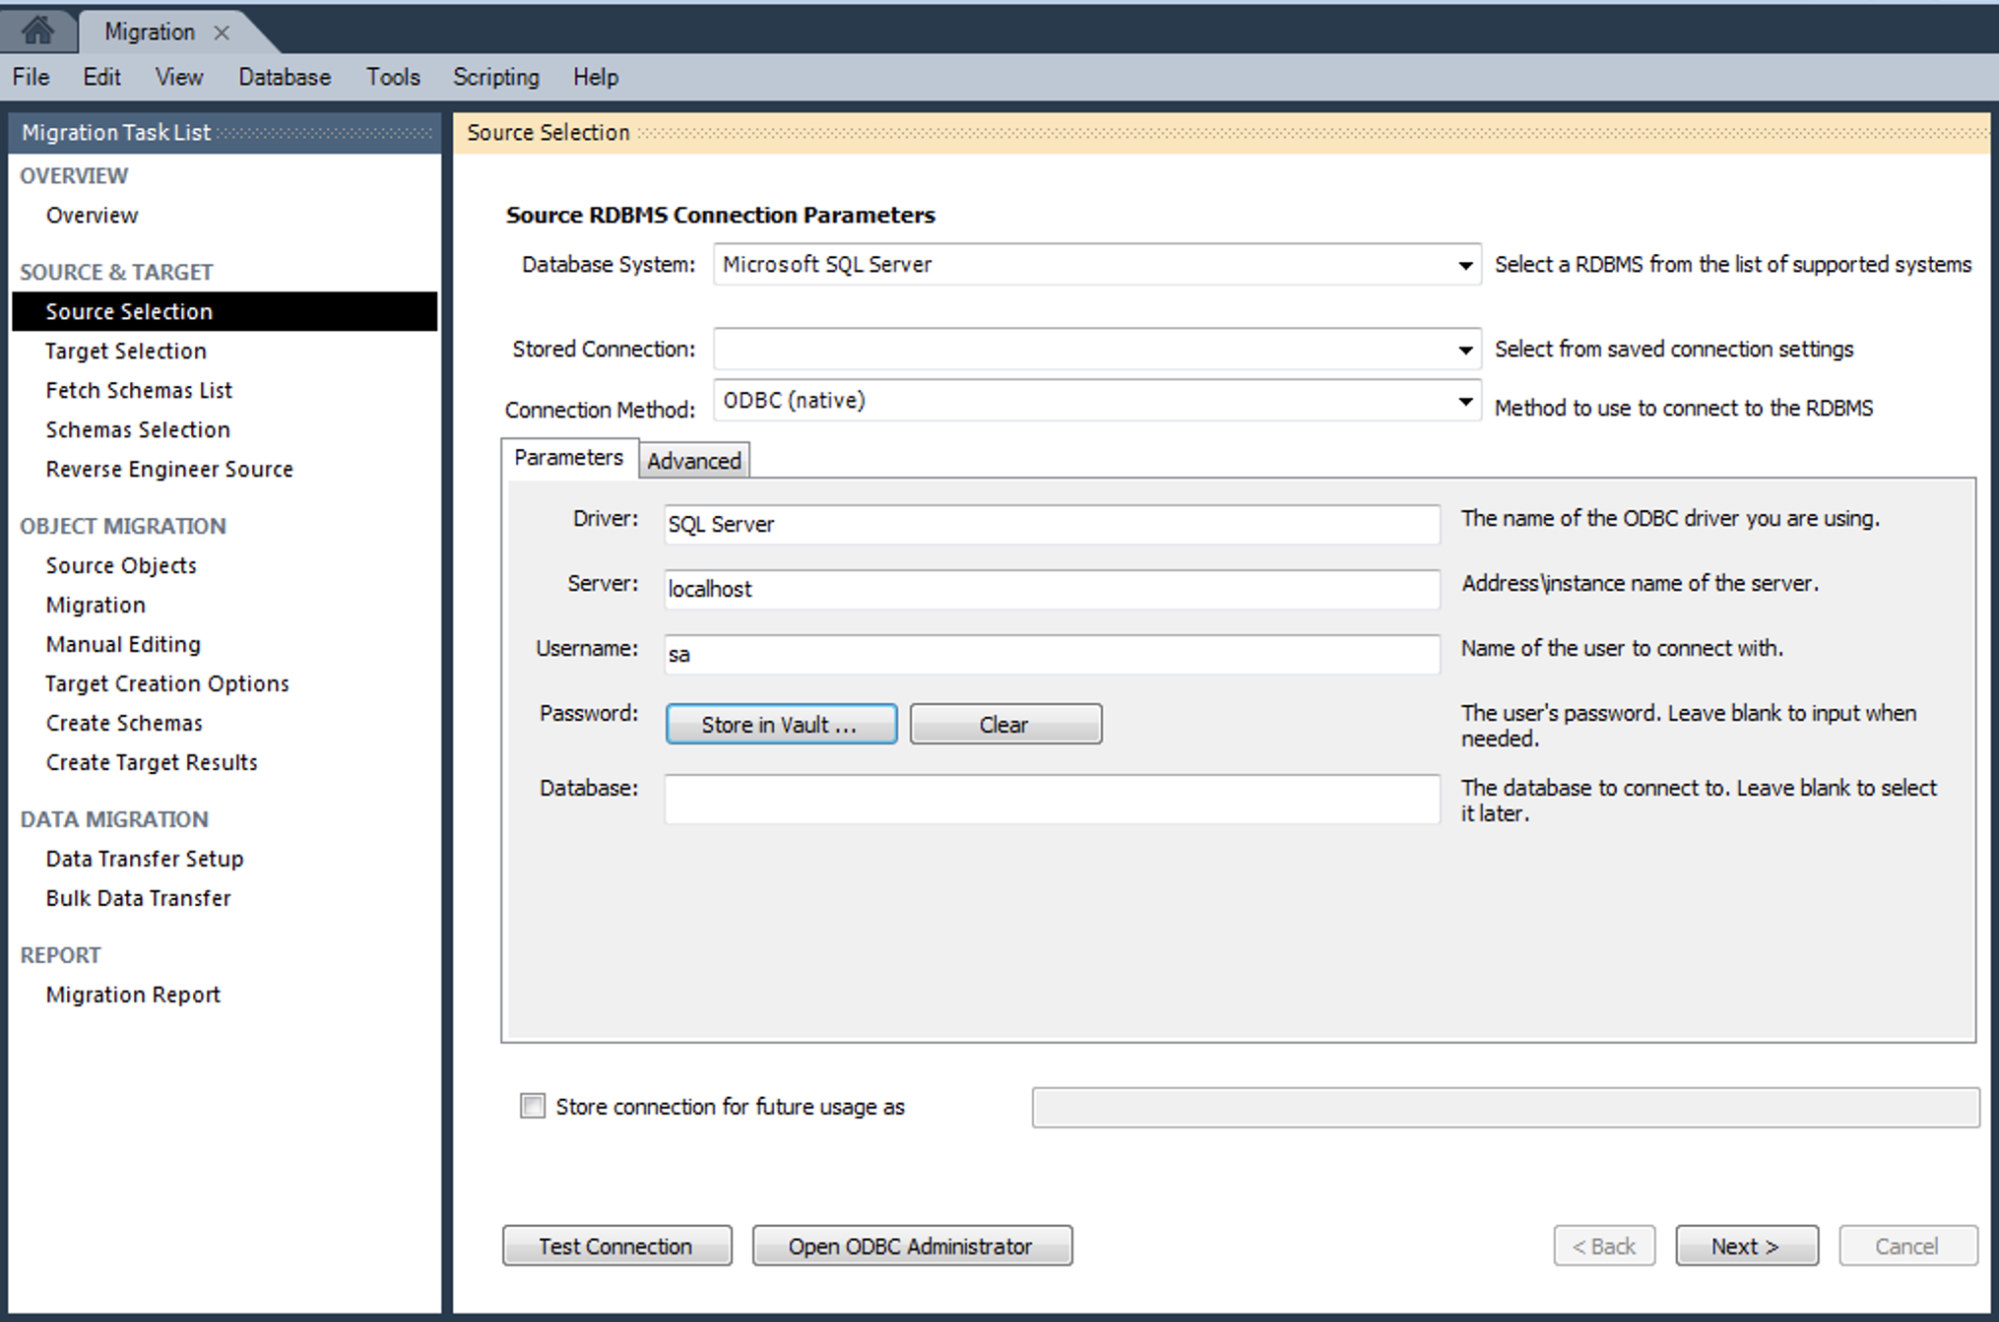 Migration
File Edit View Database Tools Scripting Help
Migration Task List
OVERVIEW
Overview
SOURCE & TARGET
Source Selection
Target Selection
Fetch Schemas List
Schemas Selection
Reverse Engineer Source
OBJECT MIGRATION
Source Objects
Migration
Manual Editing
Target Creation Options
Create Schemas
Create Target Results
DATA MIGRATION
Data Transfer Setup
Bulk Data Transfer
REPORT
Migration Report
Source Selection
Source RDBMS Connection Parameters
Database System: Microsoft SQL Server Select a RDBMS from the list of supported systems
Stored Connection: Select from saved connection settings
Connection Method: ODBC (native) Method to use to connect to the RDBMS
Parameters Advanced
Driver: SQL Server The name of the ODBC driver you are using.
Server: localhost Address\instance name of the server.
Username: sa Name of the user to connect with.
Password: Store in Vault ... Clear The user's password. Leave blank to input when
needed.
Database: The database to connect to. Leave blank to select
it later.
Store connection for future usage as
Test Connection Open ODBC Administrator < Back Next > Cancel